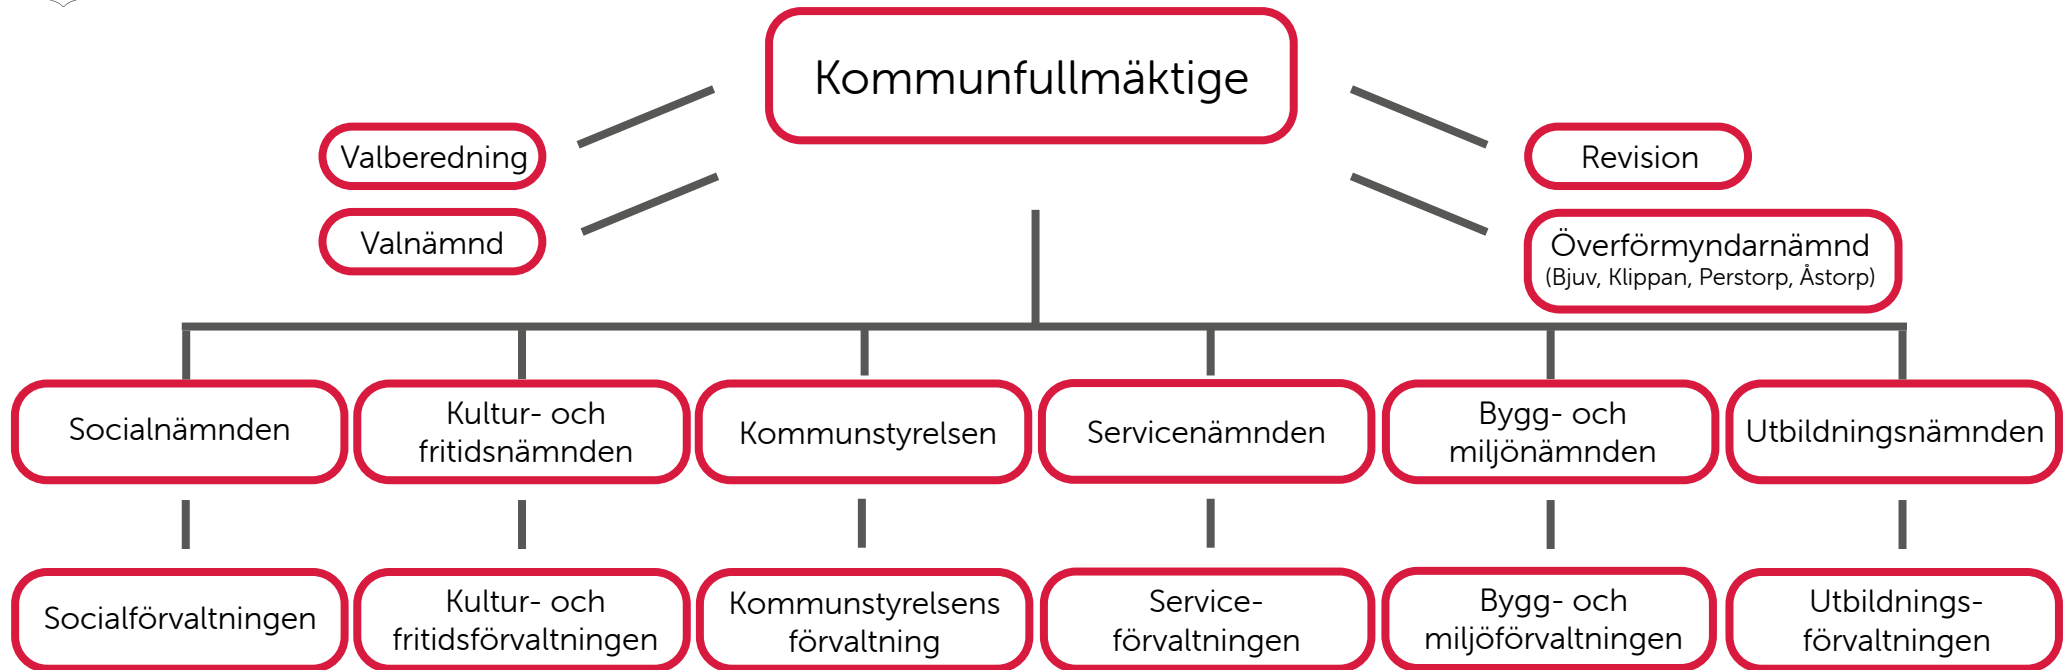 Kommunfullmäktige
Valberedning
Revision
Valnämnd
Överförmyndarnämnd
(Bjuv, Klippan, Perstorp, Åstorp)
Socialnämnden
Kultur- och
fritidsnämnden
Kommunstyrelsen
Servicenämnden
Bygg- och
miljönämnden
Utbildningsnämnden
Socialförvaltningen
Kultur- och
fritidsförvaltningen
Kommunstyrelsens
förvaltning
Service-
förvaltningen
Bygg- och
miljöförvaltningen
Utbildnings-
förvaltningen